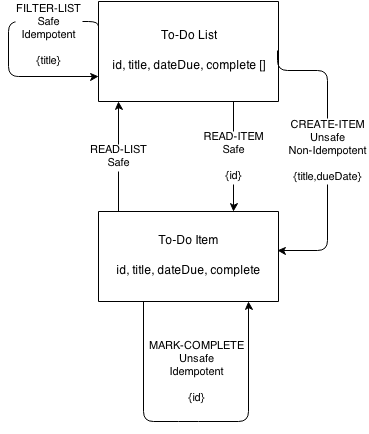 FILTER-LIST
Safe
Idempotent
{title}
To-Do List
id, title, dateDue, complete []
READ-LIST
Safe
READ-ITEM
Safe
{id}
CREATE-ITEM
Unsafe
Non-Idempotent
{title,dueDate}
To-Do Item
id, title, dateDue, complete
MARK-COMPLETE
Unsafe
Idempotent
{id}